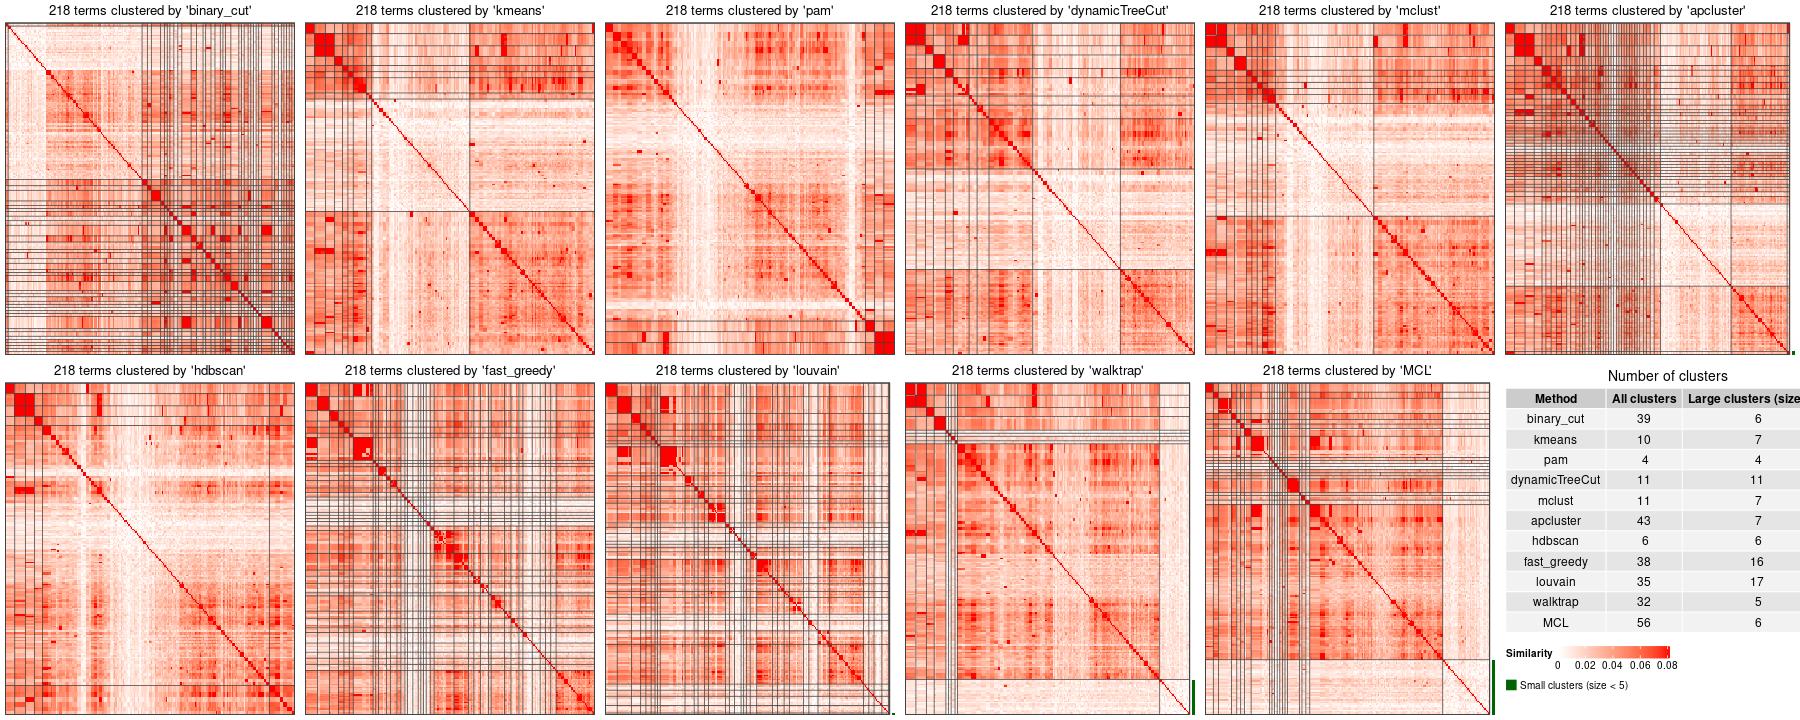 218 terms clustered by 'binary_cut'
218 terms clustered by 'kmeans'
218 terms clustered by 'pam'
218 terms clustered by 'dynamicTreeCut'
218 terms clustered by 'mclust'
218 terms clustered by 'apcluster'
218 terms clustered by 'hdbscan'
218 terms clustered by 'fast_greedy'
218 terms clustered by 'louvain'
218 terms clustered by 'walktrap'
218 terms clustered by 'MCL'
Number of clusters
Method All clusters Large clusters (size
binary_cut 39 6
kmeans 10 7
pam 4 4
dynamicTreeCut 11 11
mclust 11 7
apcluster 43 7
hdbscan 6 6
fast_greedy 38 16
louvain 35 17
walktrap 32 5
MCL 56 6
Similarity
0 0.02 0.04 0.06 0.08
Small clusters (size < 5)